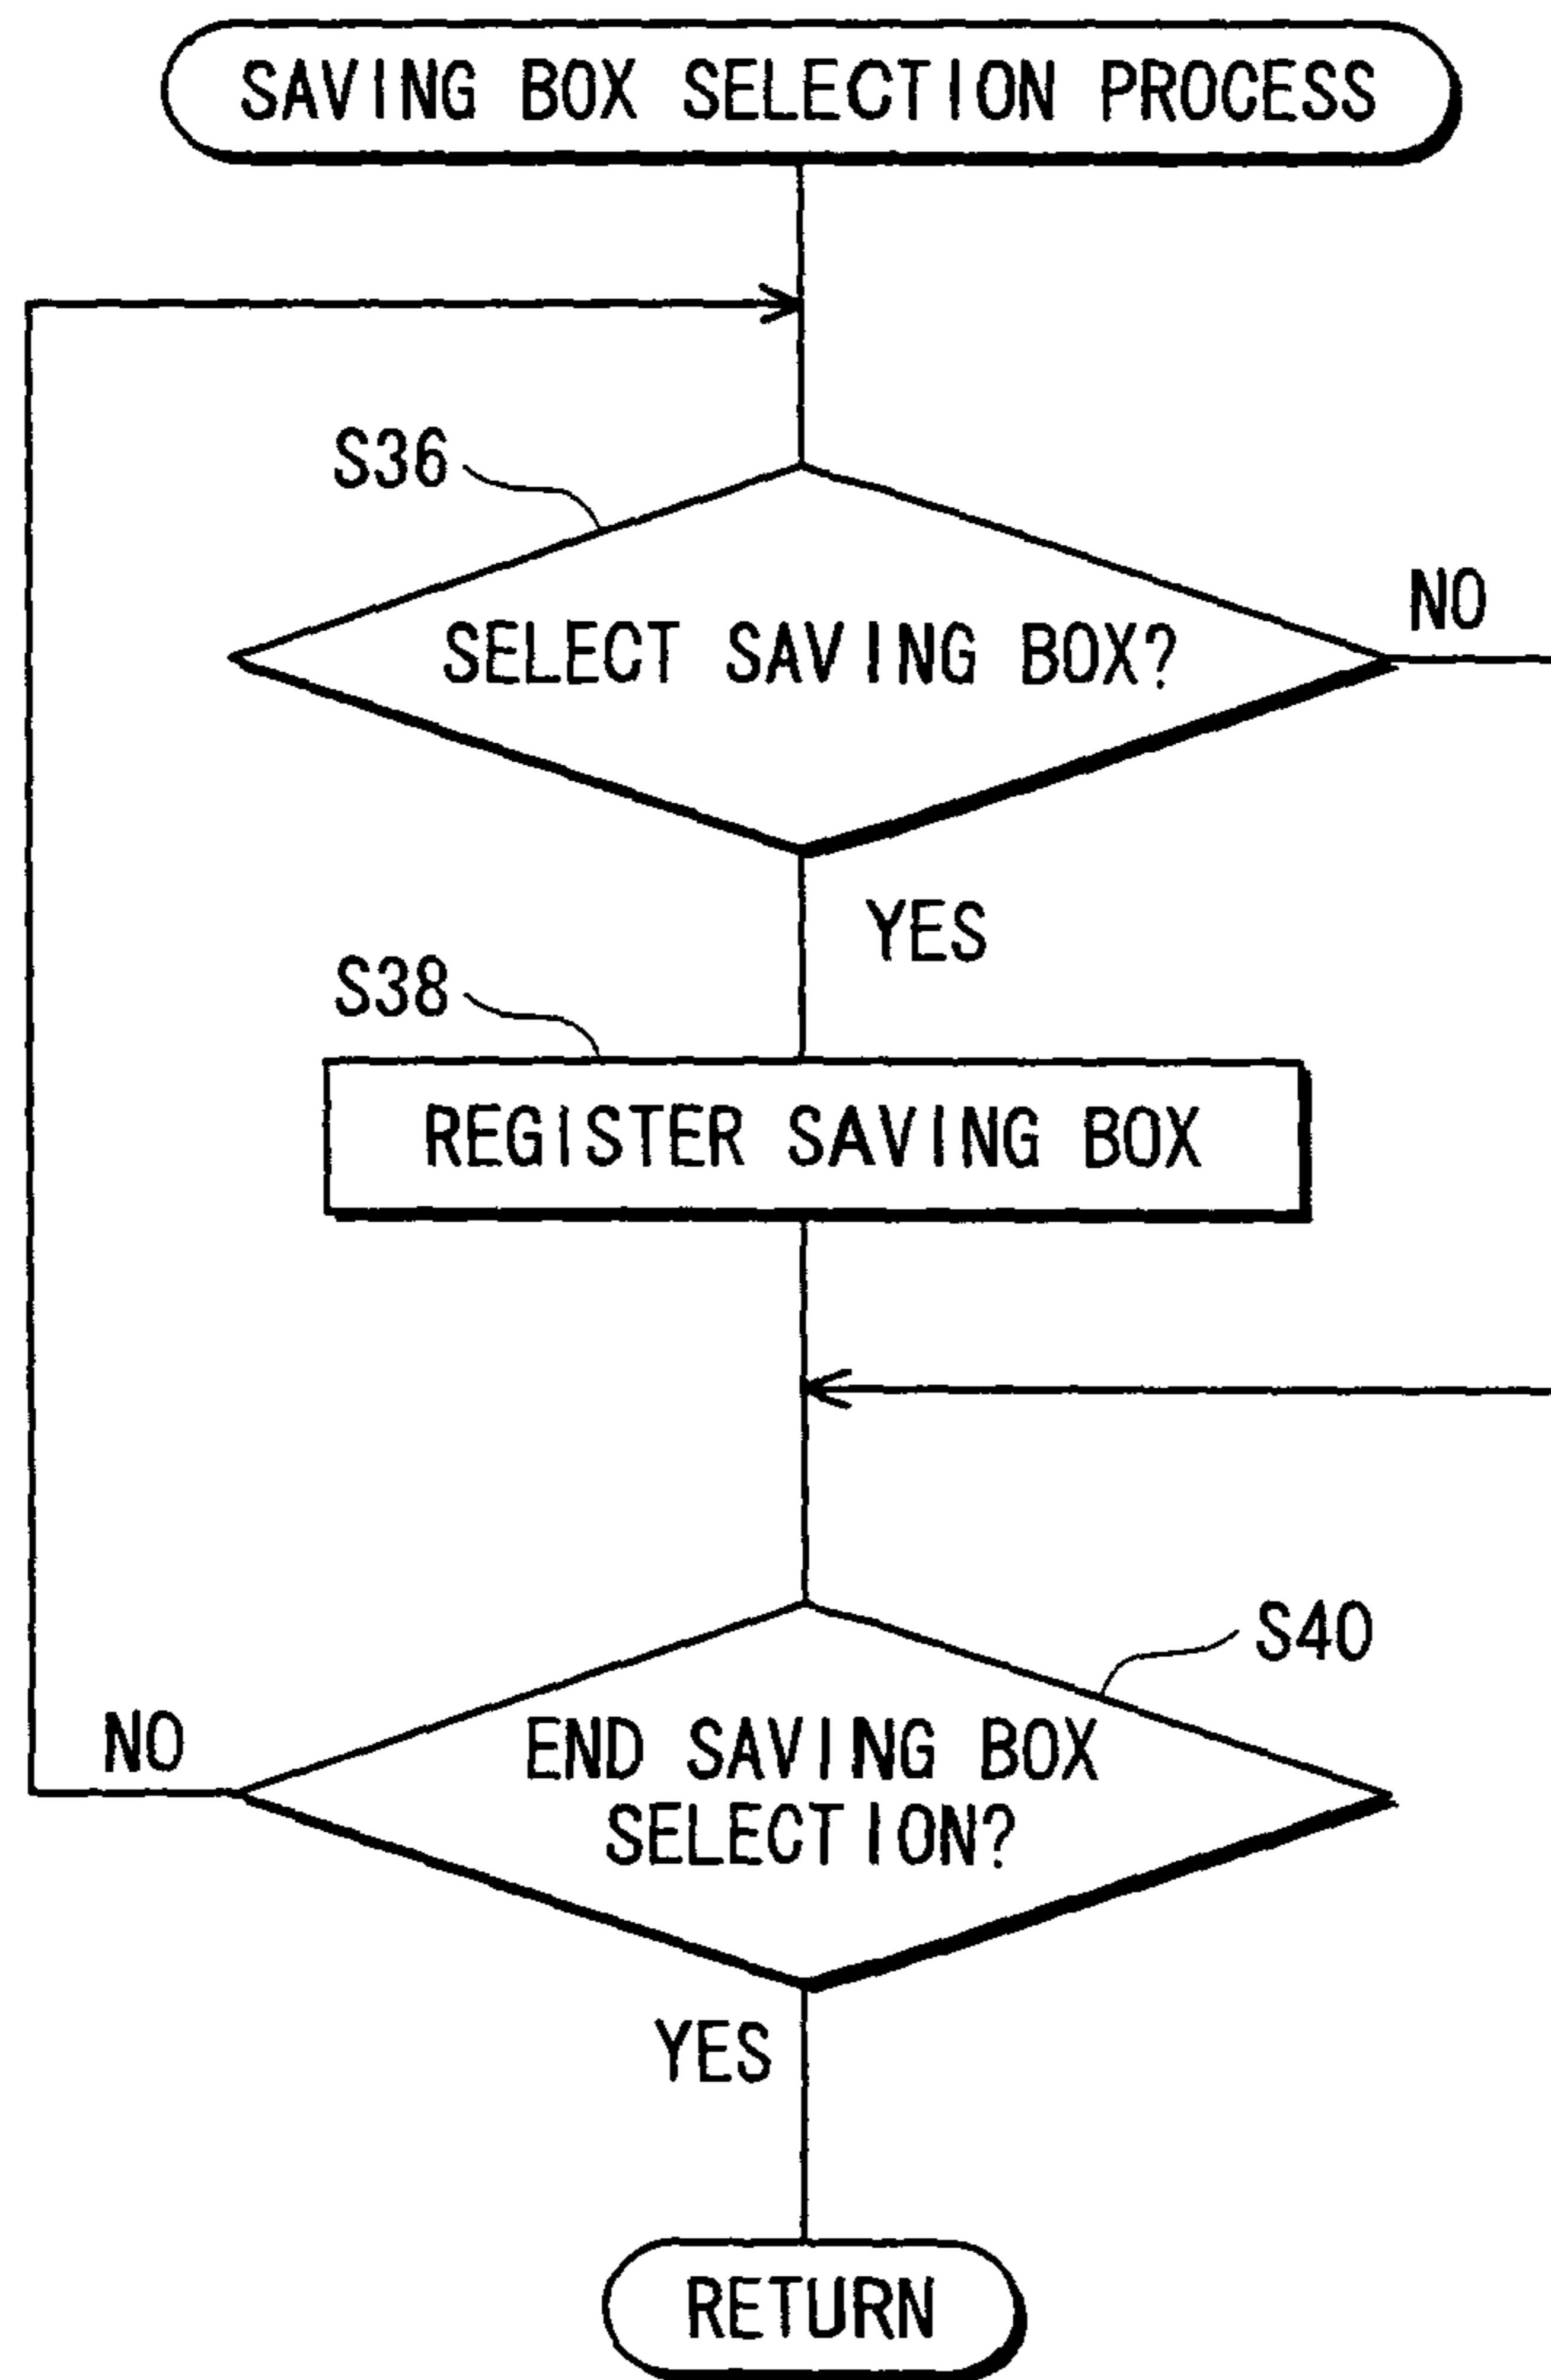 SAVING BOX SELECTION PROCESS
S36
NO
SELECT SAVING BOX?
YES
S38
REGISTER SAVING BOX
S40
NO
END SAVING BOX
SELECTION?
YES
RETURN